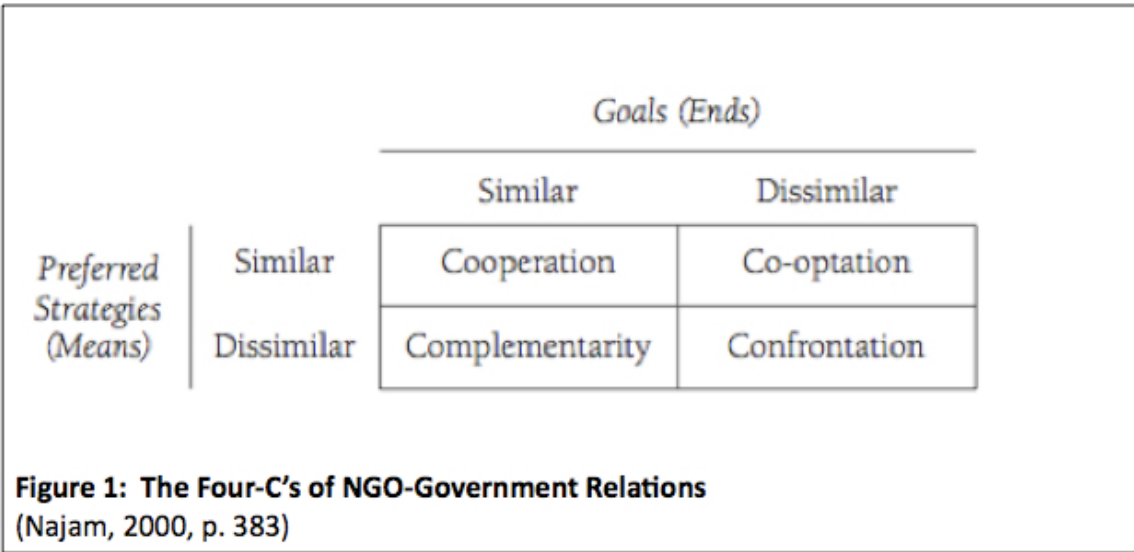 Goals (Ends)
Similar Dissimilar
Preferred Strategies (Means)
Similar Cooperation Co-optation
Dissimilar Complementarity Confrontation
Figure 1: The Four-C’s of NGO-Government Relations
(Najam, 2000, p. 383)